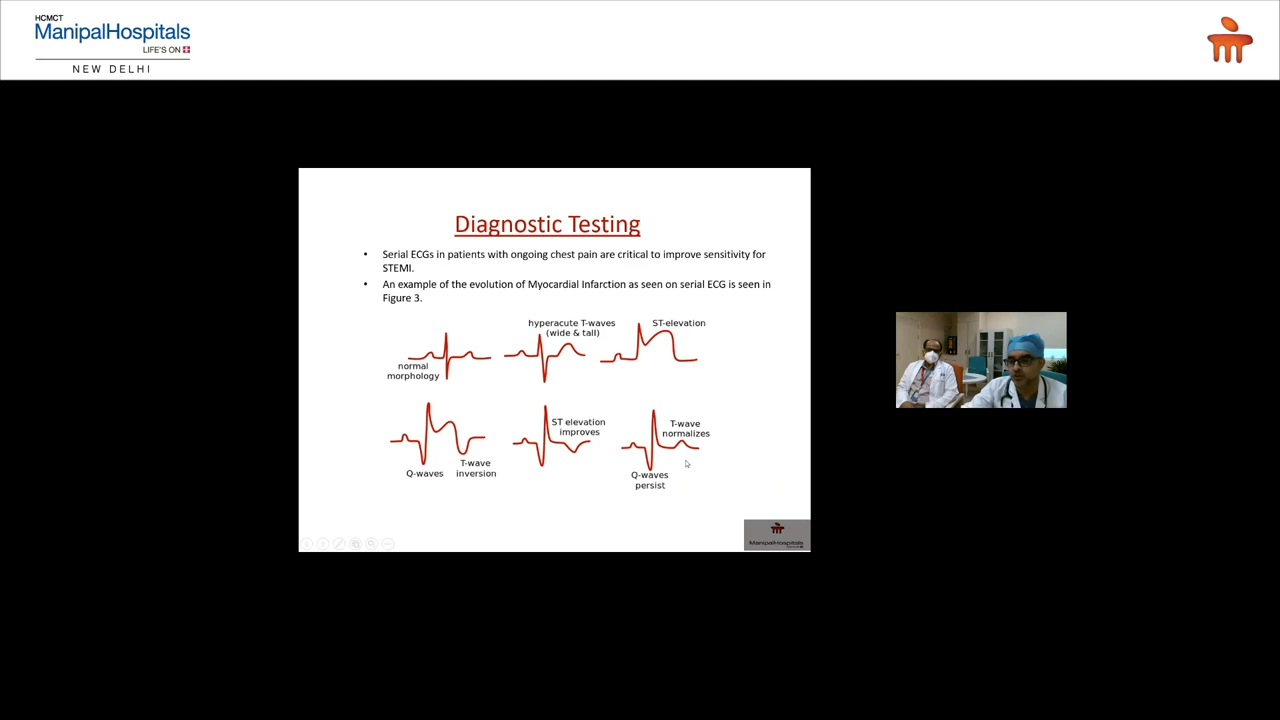 HCMCT
ManipalHospitals
LIFE'S ON
NEW DELHI
Diagnostic Testing
• Serial ECGs in patients with ongoing chest pain are critical to improve sensitivity for
STEMI.
• An example of the evolution of Myocardial Infarction as seen on serial ECG is seen in
Figure 3.
normal
morphology
hyperacute T-waves
(wide & tall)
ST-elevation
Q-waves
T-wave
inversion
ST elevation
improves
T-wave
normalizes
Q-waves
persist
ManipalHospitals